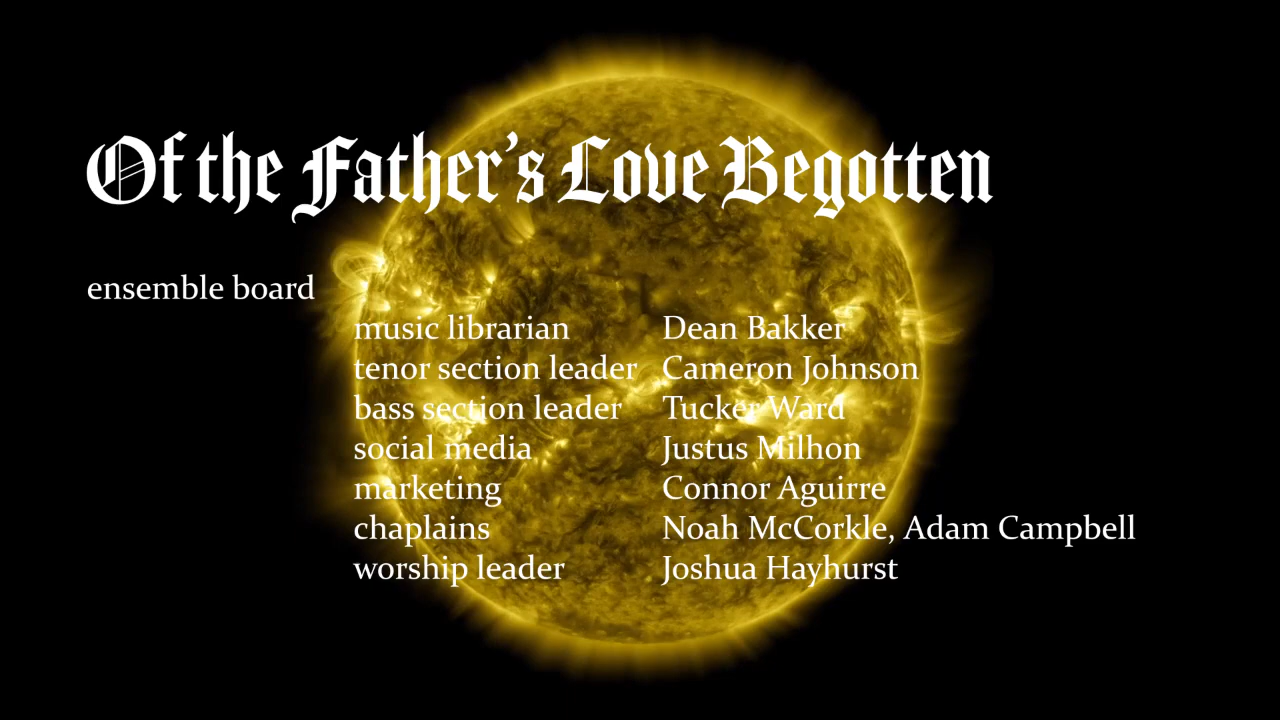 Of the Father’s Love Begotten
ensemble board
music librarian Dean Bakker
tenor section leader Cameron Johnson
bass section leader Tucker Ward
social media Justus Milhon
marketing Connor Aguirre
chaplains Noah McCorkle, Adam Campbell
worship leader Joshua Hayhurst